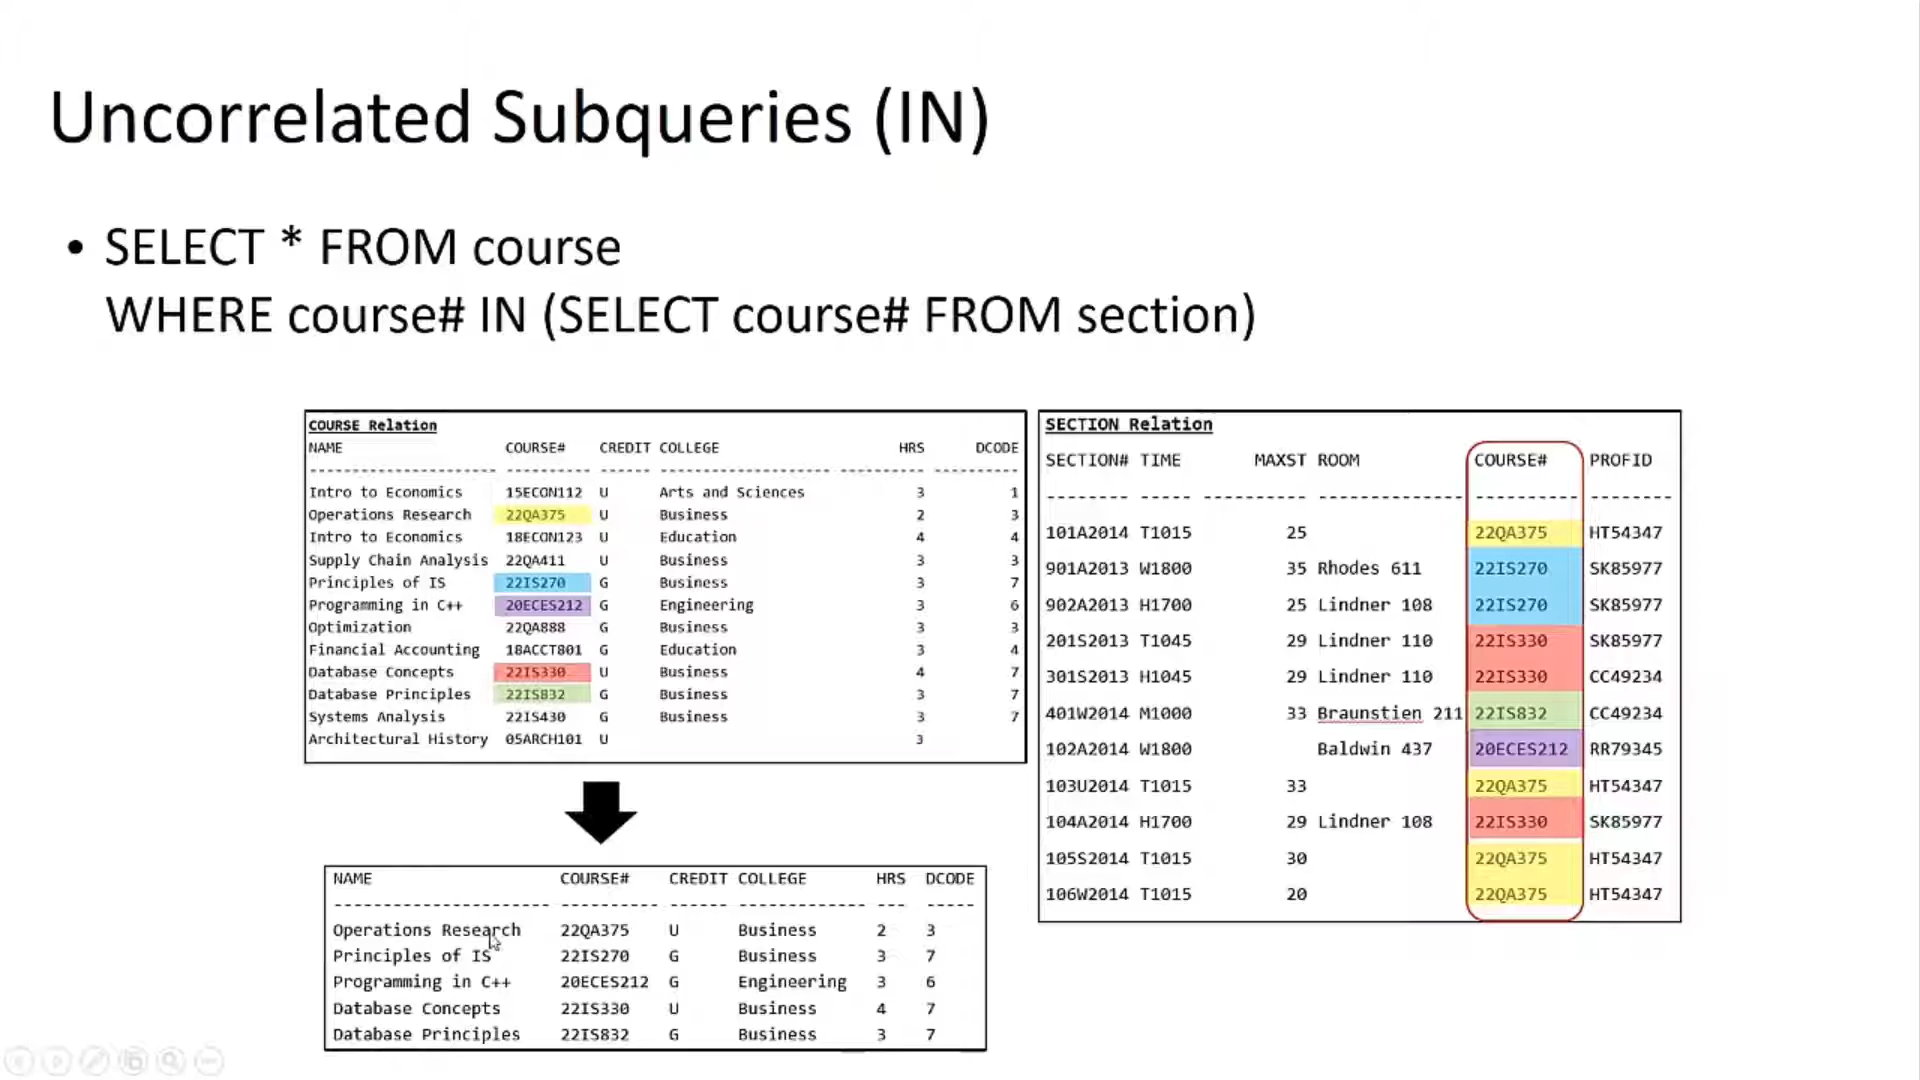 Uncorrelated Subqueries (IN)
• SELECT * FROM course
WHERE course# IN (SELECT course# FROM section)
COURSE Relation
NAME COURSE# CREDIT COLLEGE HRS DCODE
---------------------- ---------- ------ -------------------- ---------- ----------
Intro to Economics 15ECON112 U Arts and Sciences 3 1
Operations Research 22QA375 U Business 2 3
Intro to Economics 18ECON123 U Education 4 4
Supply Chain Analysis 22QA411 U Business 3 3
Principles of IS 22IS270 G Business 3 7
Programming in C++ 20ECES212 G Engineering 3 6
Optimization 22QA888 G Business 3 3
Financial Accounting 18ACCT801 G Education 3 4
Database Concepts 22IS330 U Business 4 7
Database Principles 22IS832 G Business 3 7
Systems Analysis 22IS430 G Business 3 7
Architectural History 05ARCH101 U 3
SECTION Relation
SECTION# TIME MAXST ROOM COURSE# PROFID
-------- ----- ---------- -------------- ---------- --------
101A2014 T1015 25 22QA375 HT54347
901A2013 W1800 35 Rhodes 611 22IS270 SK85977
902A2013 H1700 25 Lindner 108 22IS270 SK85977
201S2013 T1045 29 Lindner 110 22IS330 SK85977
301S2013 H1045 29 Lindner 110 22IS330 CC49234
401W2014 M1000 33 Braunstien 211 22IS832 CC49234
102A2014 W1800 Baldwin 437 20ECES212 RR79345
103U2014 T1015 33 22QA375 HT54347
104A2014 H1700 29 Lindner 108 22IS330 SK85977
105S2014 T1015 30 22QA375 HT54347
106W2014 T1015 20 22QA375 HT54347
NAME COURSE# CREDIT COLLEGE HRS DCODE
---------------------- ---------- ------ ------------- --- -----
Operations Research 22QA375 U Business 2 3
Principles of IS 22IS270 G Business 3 7
Programming in C++ 20ECES212 G Engineering 3 6
Database Concepts 22IS330 U Business 4 7
Database Principles 22IS832 G Business 3 7